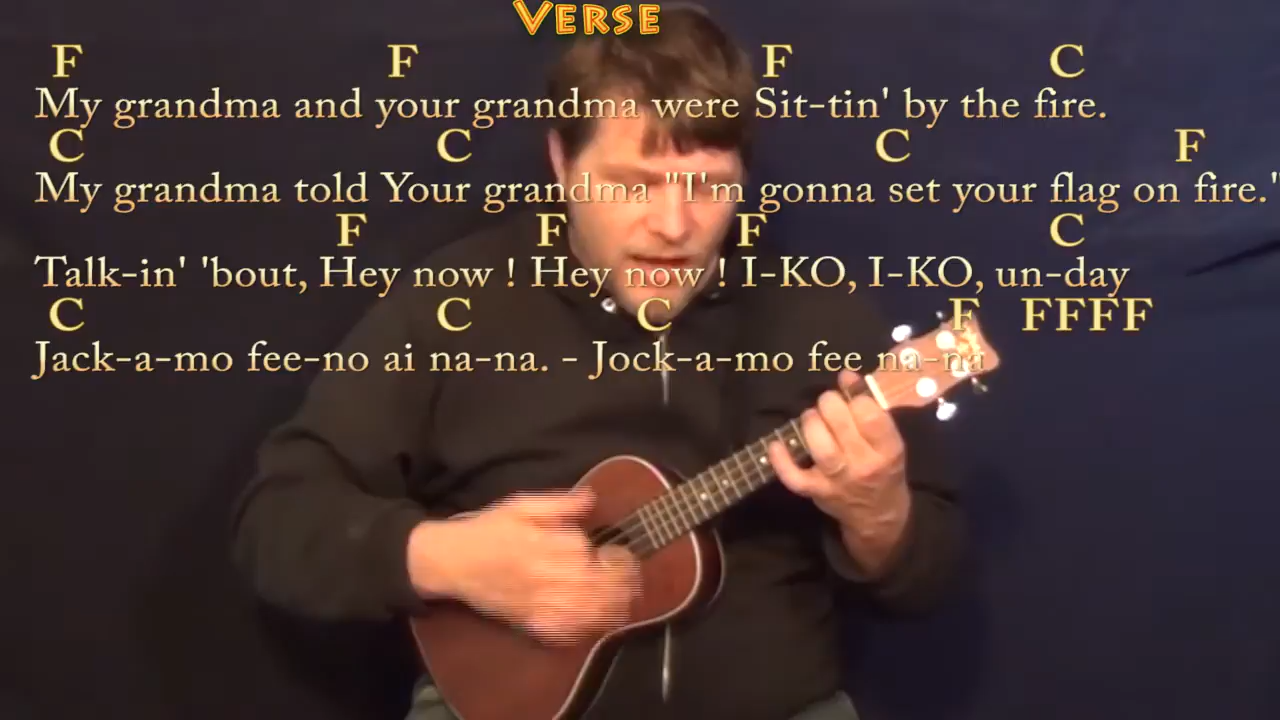 VERSE
F F F C
My grandma and your grandma were Sit-tin' by the fire.
C C C F
My grandma told Your grandma "I'm gonna set your flag on fire."
F F F C
Talk-in' 'bout, Hey now ! Hey now ! I-KO, I-KO, un-day
C C C F FFFF
Jack-a-mo fee-no ai na-na. - Jock-a-mo fee na-na